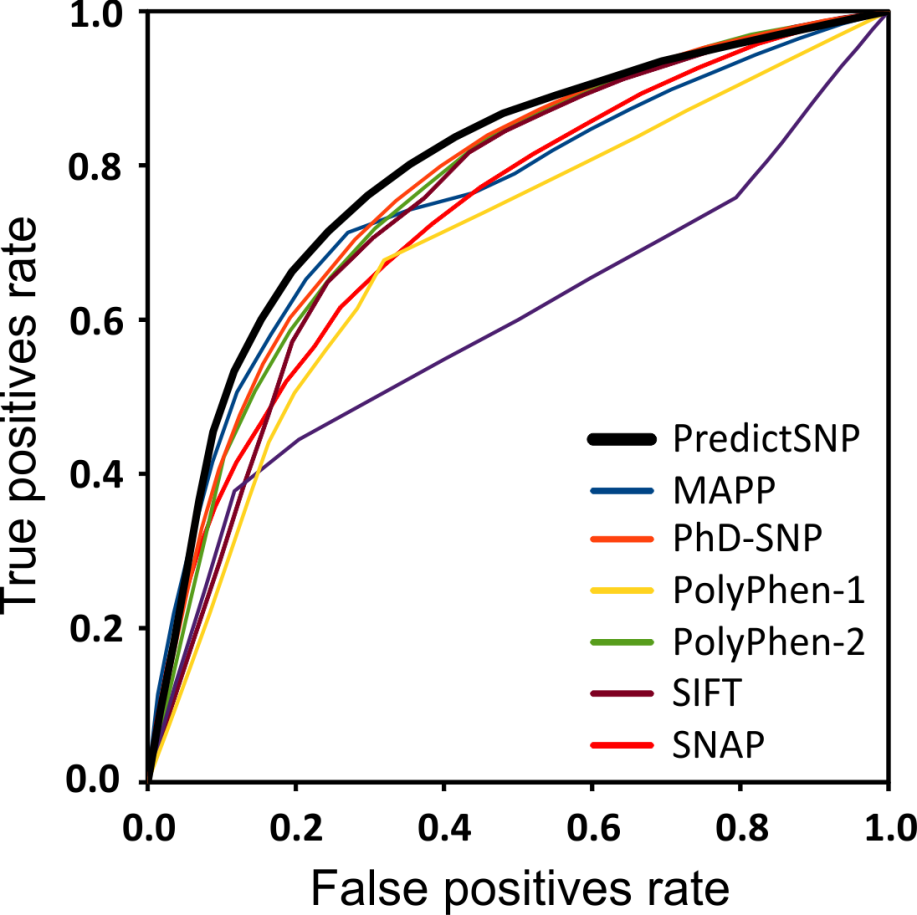 1.0
0.8
0.6
0.4
0.2
0.0
True positives rate
PredictSNP
MAPP
PhD-SNP
PolyPhen-1
PolyPhen-2
SIFT
SNAP
0.0 0.2 0.4 0.6 0.8 1.0
False positives rate